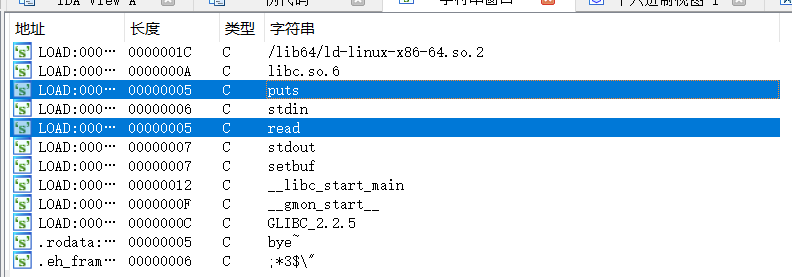 IDA View A
伪代码
字符串窗口
十六进制视图 1
地址 长度 类型 字符串
LOAD:000… 0000001C C /lib64/ld-linux-x86-64.so.2
LOAD:000… 0000000A C libc.so.6
LOAD:000… 00000005 C puts
LOAD:000… 00000006 C stdin
LOAD:000… 00000005 C read
LOAD:000… 00000007 C stdout
LOAD:000… 00000007 C setbuf
LOAD:000… 00000012 C __libc_start_main
LOAD:000… 0000000F C __gmon_start__
LOAD:000… 0000000C C GLIBC_2.2.5
.rodata:… 00000005 C bye~
.eh_fram… 00000006 C ;*3$\"